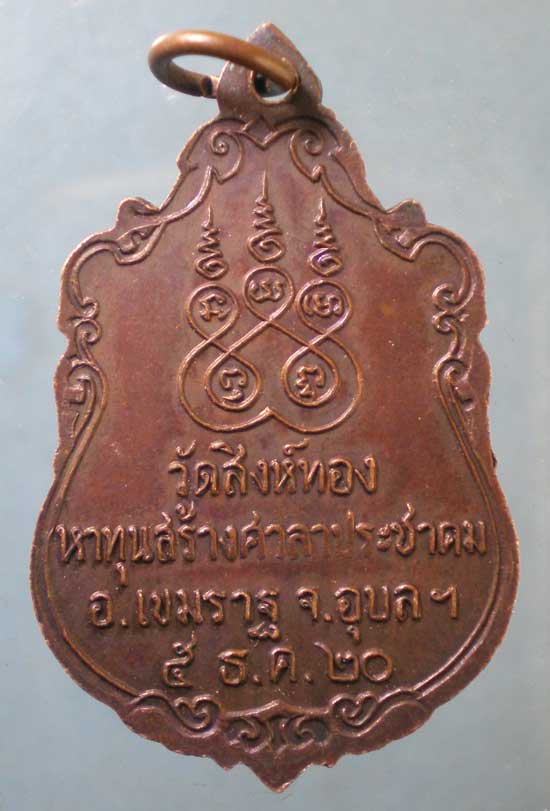 วัดสิงห์ทอง
หาทุนสร้างศาลาประชาคม
อ.เขมราฐ จ.อุบลฯ
๕ ธ.ค.๒๐